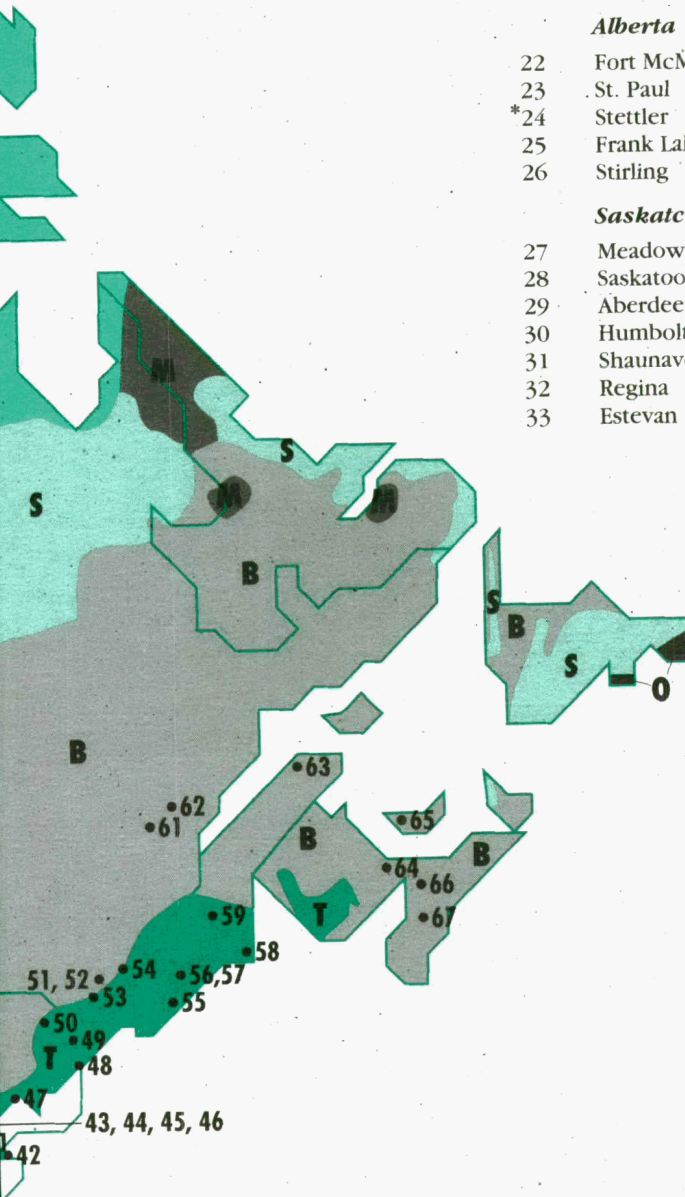 Alberta
22 Fort McM
23 St. Paul
*24 Stettler
25 Frank Lal
26 Stirling
Saskatc
27 Meadow
28 Saskatoo
29 Aberdee
30 Humbolt
31 Shaunav
32 Regina
33 Estevan
M
S
M
M
S
B
S
B
S
O
B
63
62
61
65
B
B
64
66
T
67
59
58
54
51, 52
56,57
53
55
50
49
T
48
47
43, 44, 45, 46
42